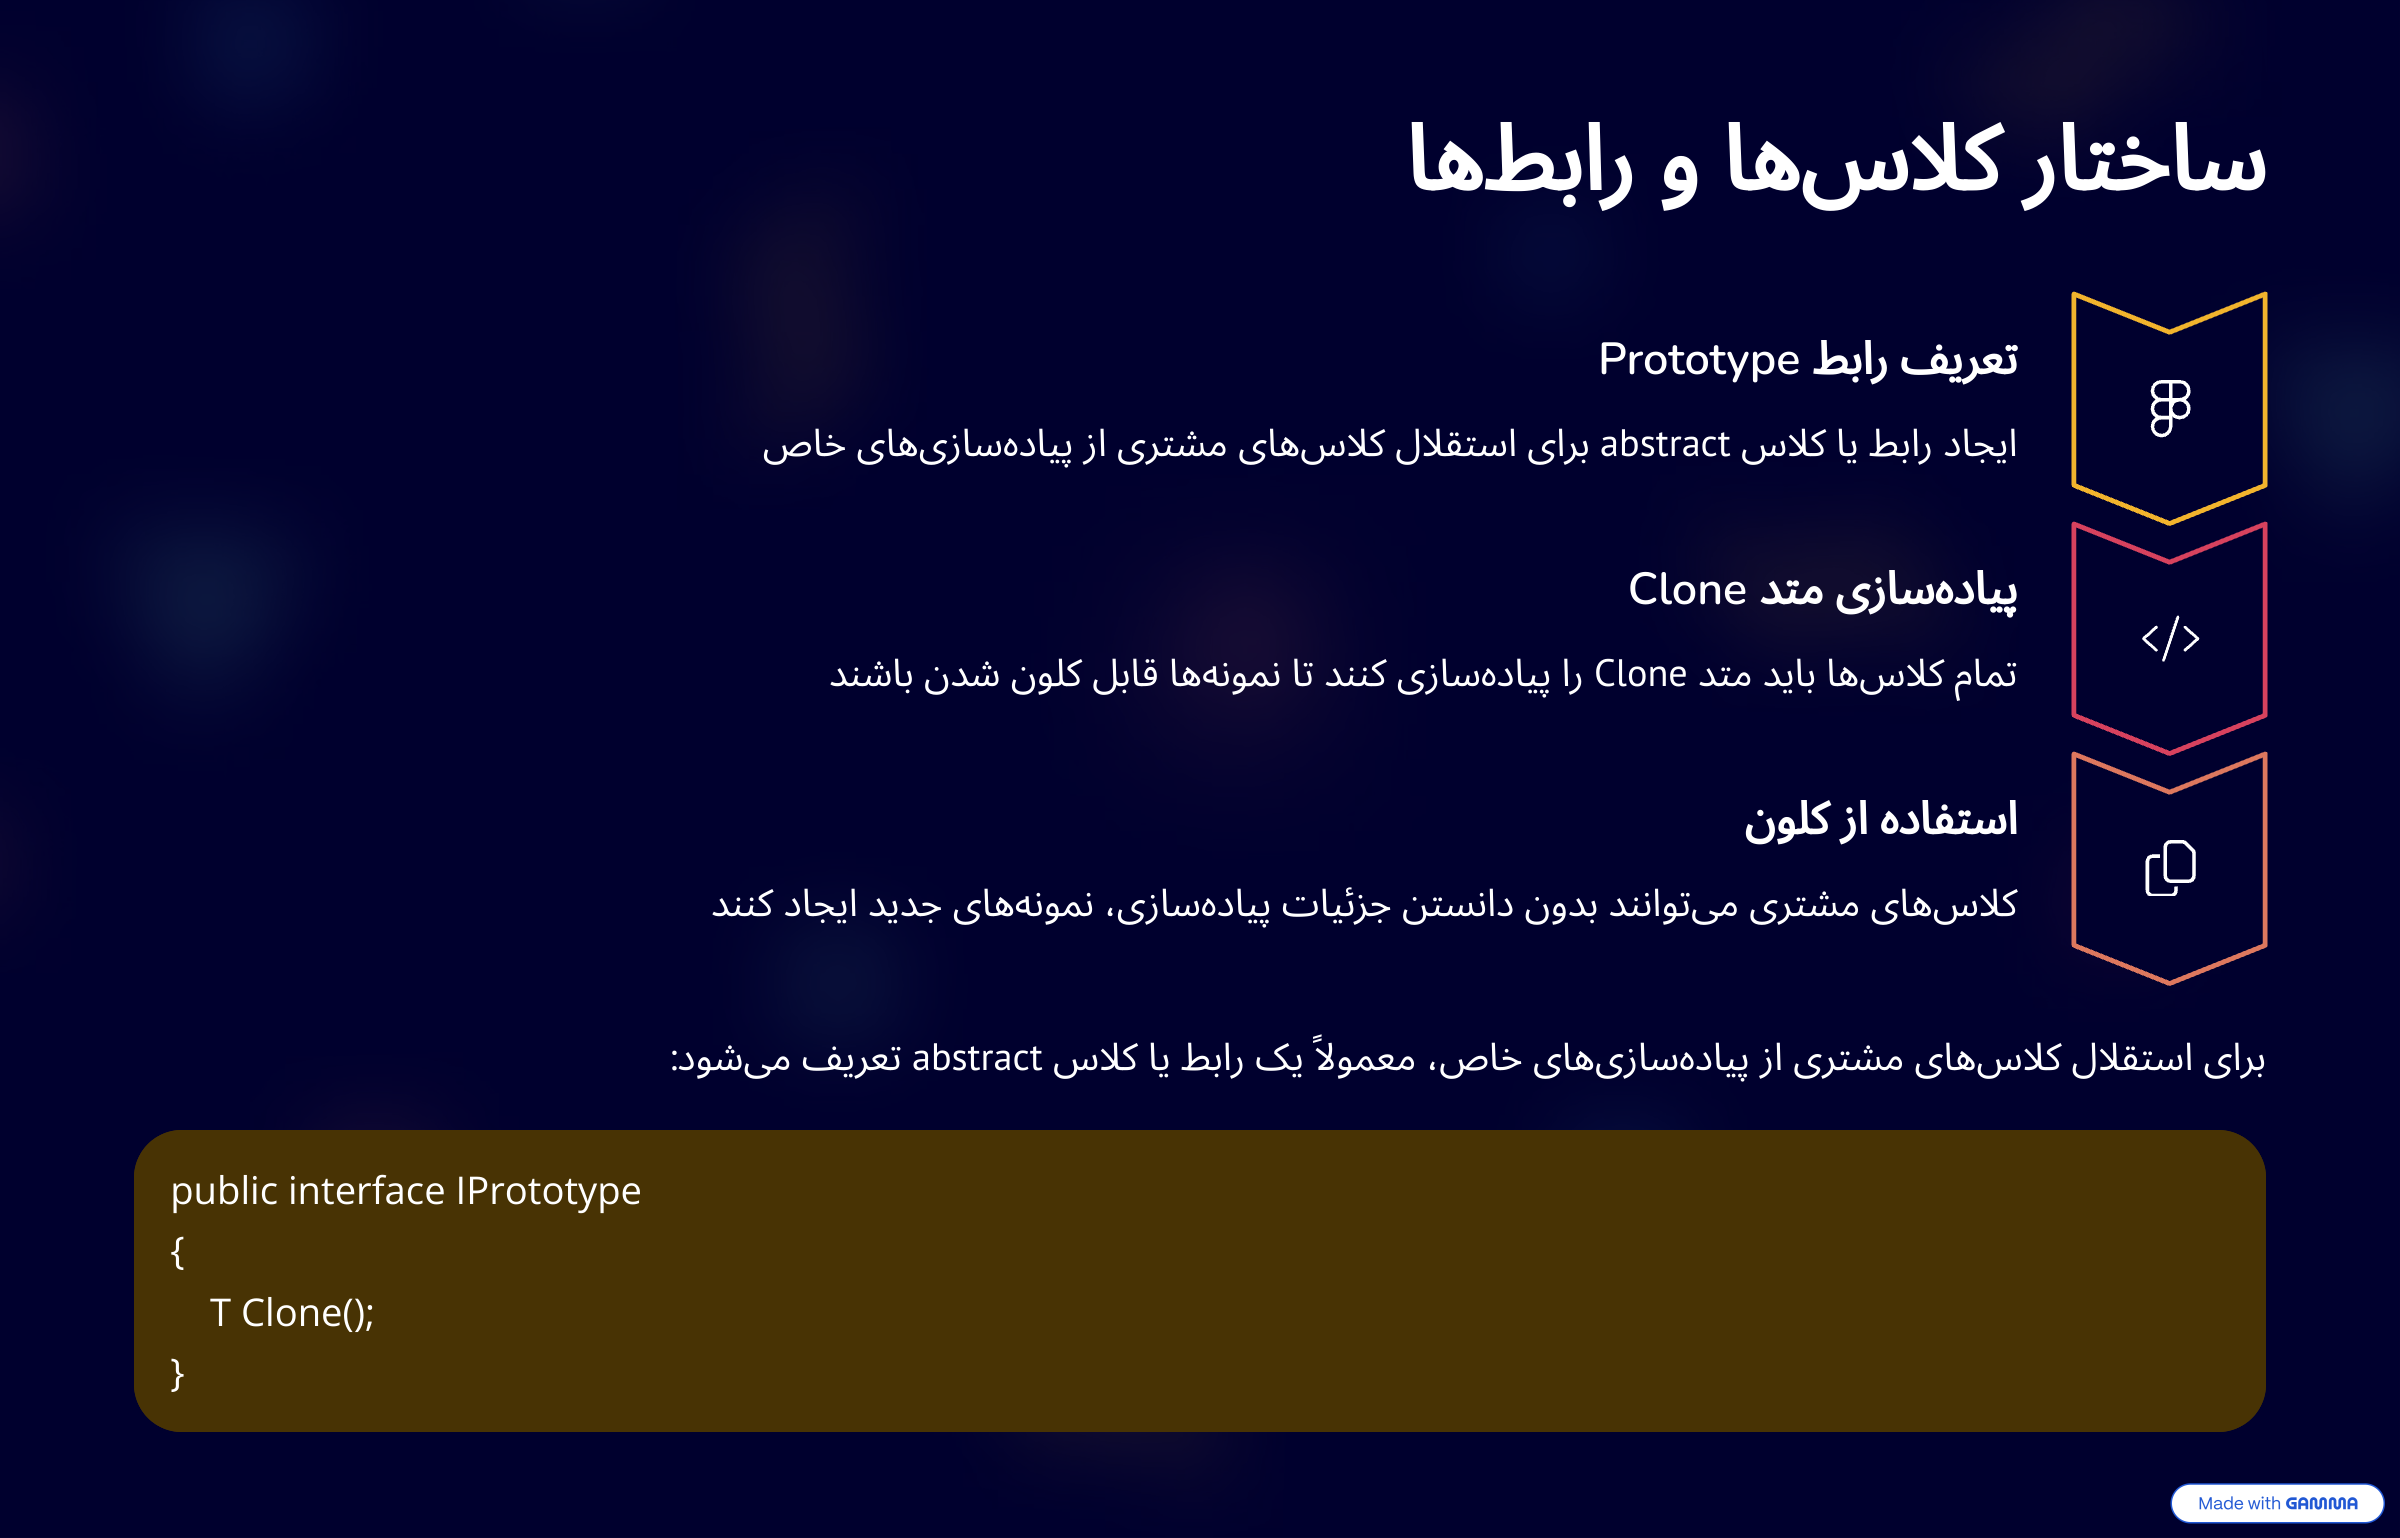 ساختار کلاس‌ها و رابط‌ها
تعریف رابط Prototype
ایجاد رابط یا کلاس abstract برای استقلال کلاس‌های مشتری از پیاده‌سازی‌های خاص
پیاده‌سازی متد Clone
تمام کلاس‌ها باید متد Clone را پیاده‌سازی کنند تا نمونه‌ها قابل کلون شدن باشند
استفاده از کلون
کلاس‌های مشتری می‌توانند بدون دانستن جزئیات پیاده‌سازی، نمونه‌های جدید ایجاد کنند
برای استقلال کلاس‌های مشتری از پیاده‌سازی‌های خاص، معمولاً یک رابط یا کلاس abstract تعریف می‌شود:
public interface IPrototype
{
    T Clone();
}
Made with GAMMA